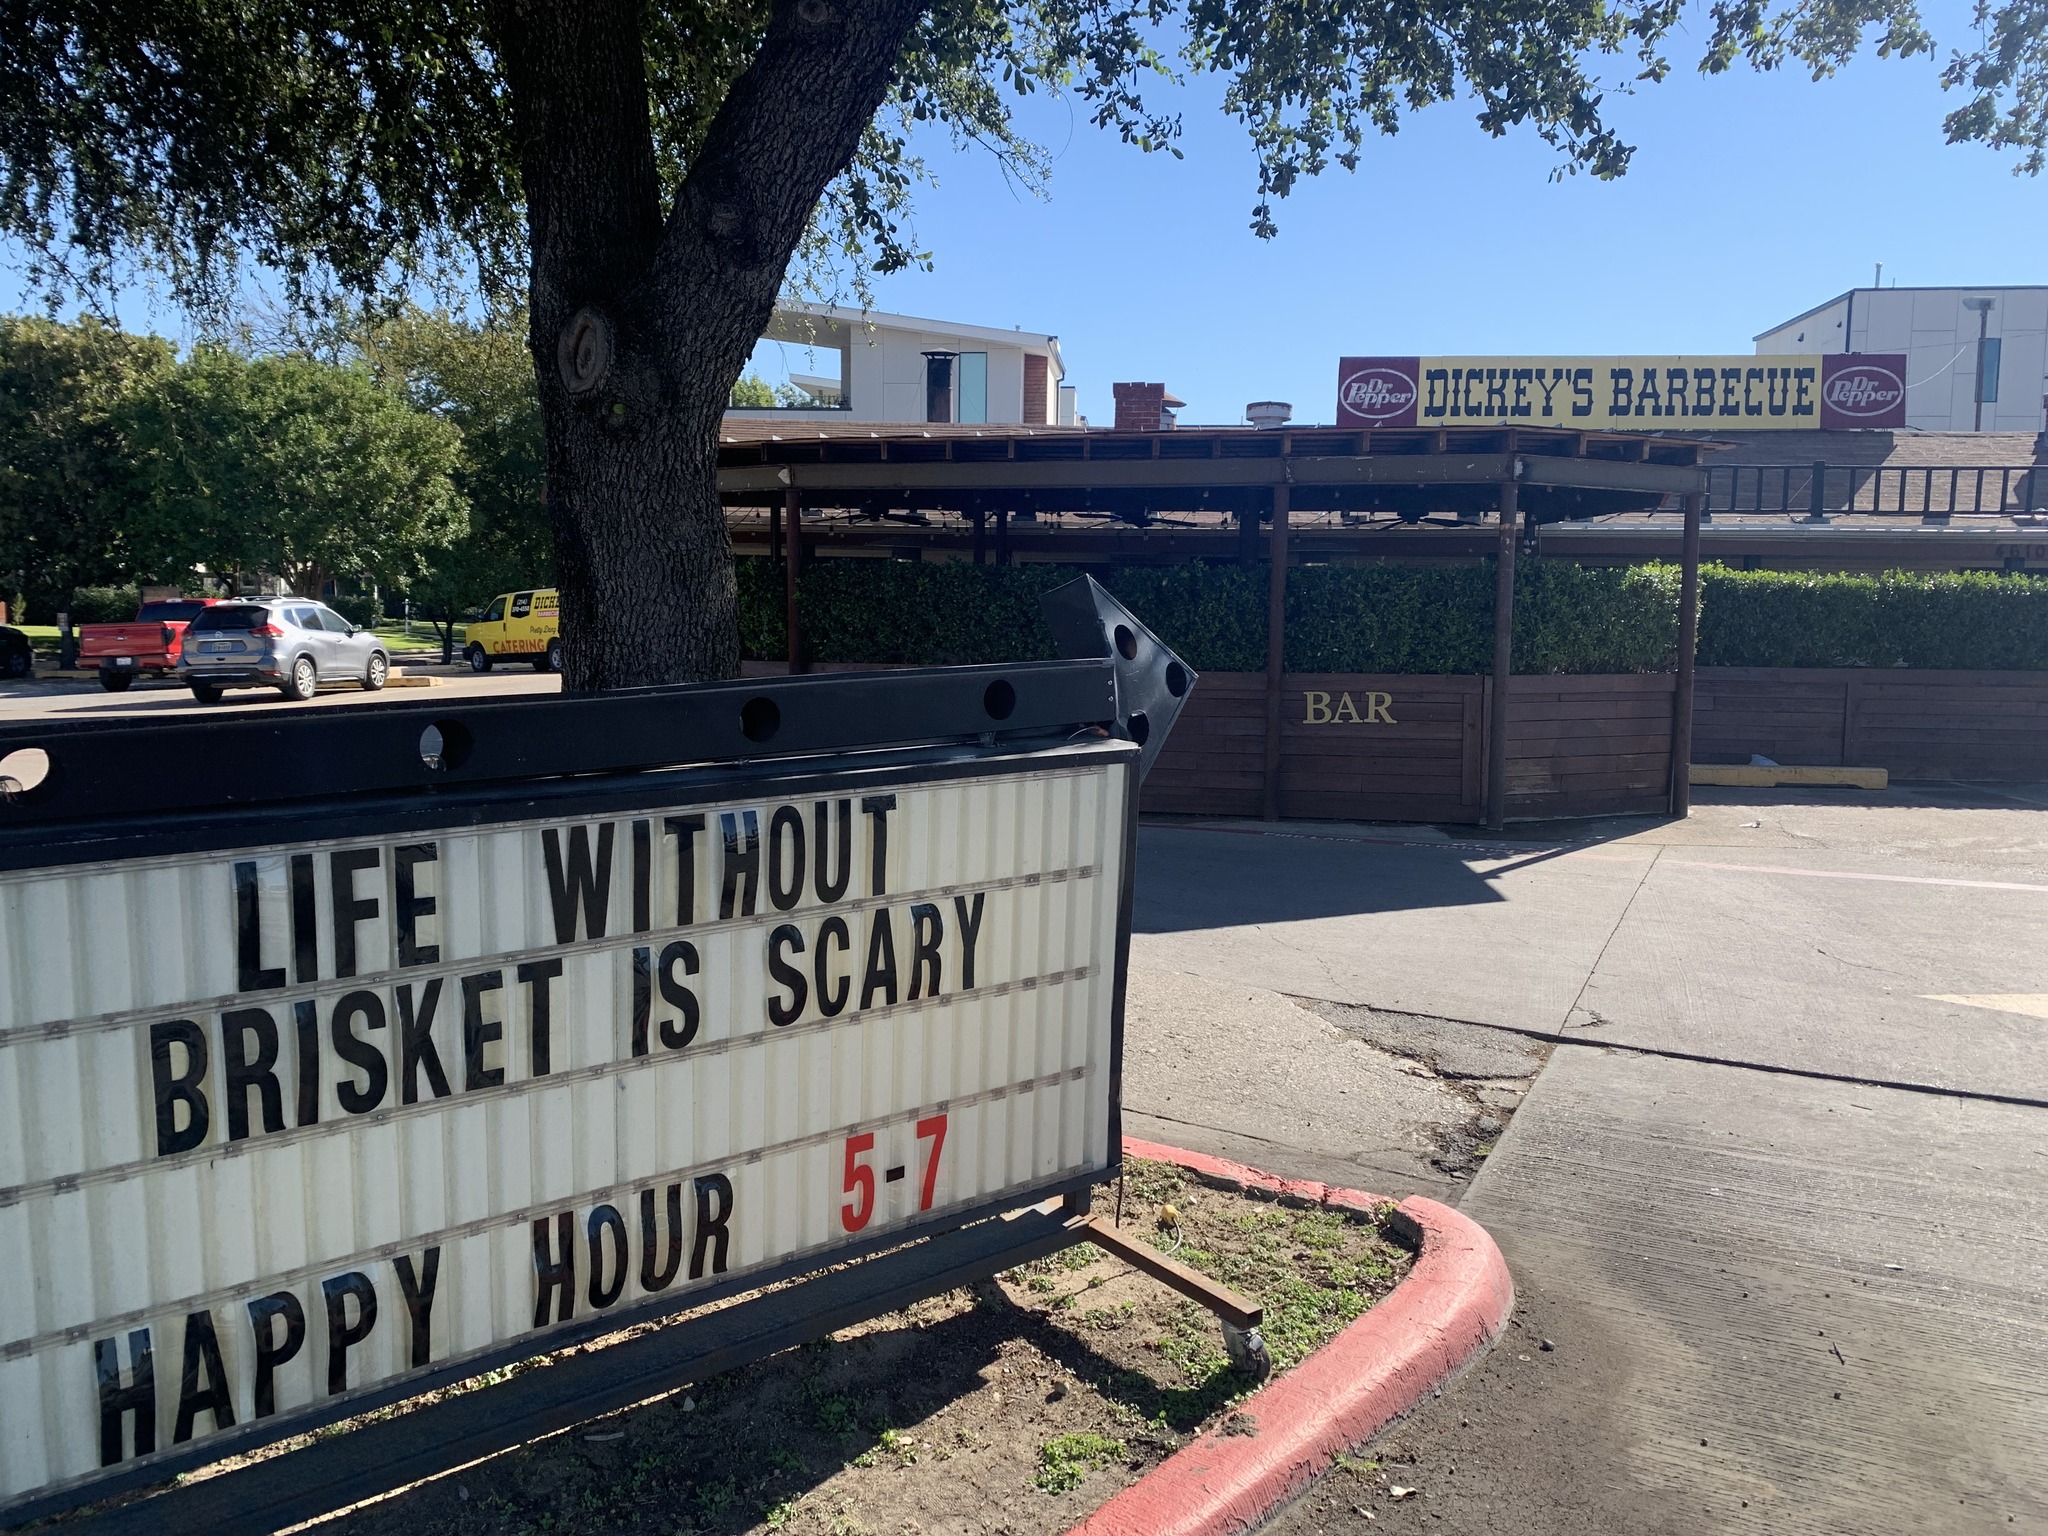 Dr Pepper DICKEY'S BARBECUE Dr Pepper
BAR
CATERING
LIFE WITHOUT
BRISKET IS SCARY
HAPPY HOUR 5-7